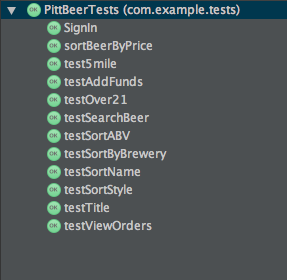 OK PittBeerTests (com.example.tests)
OK SignIn
OK sortBeerByPrice
OK test5mile
OK testAddFunds
OK testOver21
OK testSearchBeer
OK testSortABV
OK testSortByBrewery
OK testSortName
OK testSortStyle
OK testTitle
OK testViewOrders